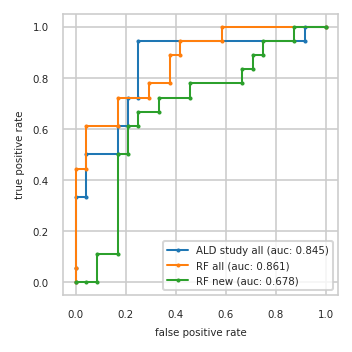 1.0
0.8
0.6
0.4
0.2
0.0
true positive rate
ALD study all (auc: 0.845)
RF all (auc: 0.861)
RF new (auc: 0.678)
0.0 0.2 0.4 0.6 0.8 1.0
false positive rate